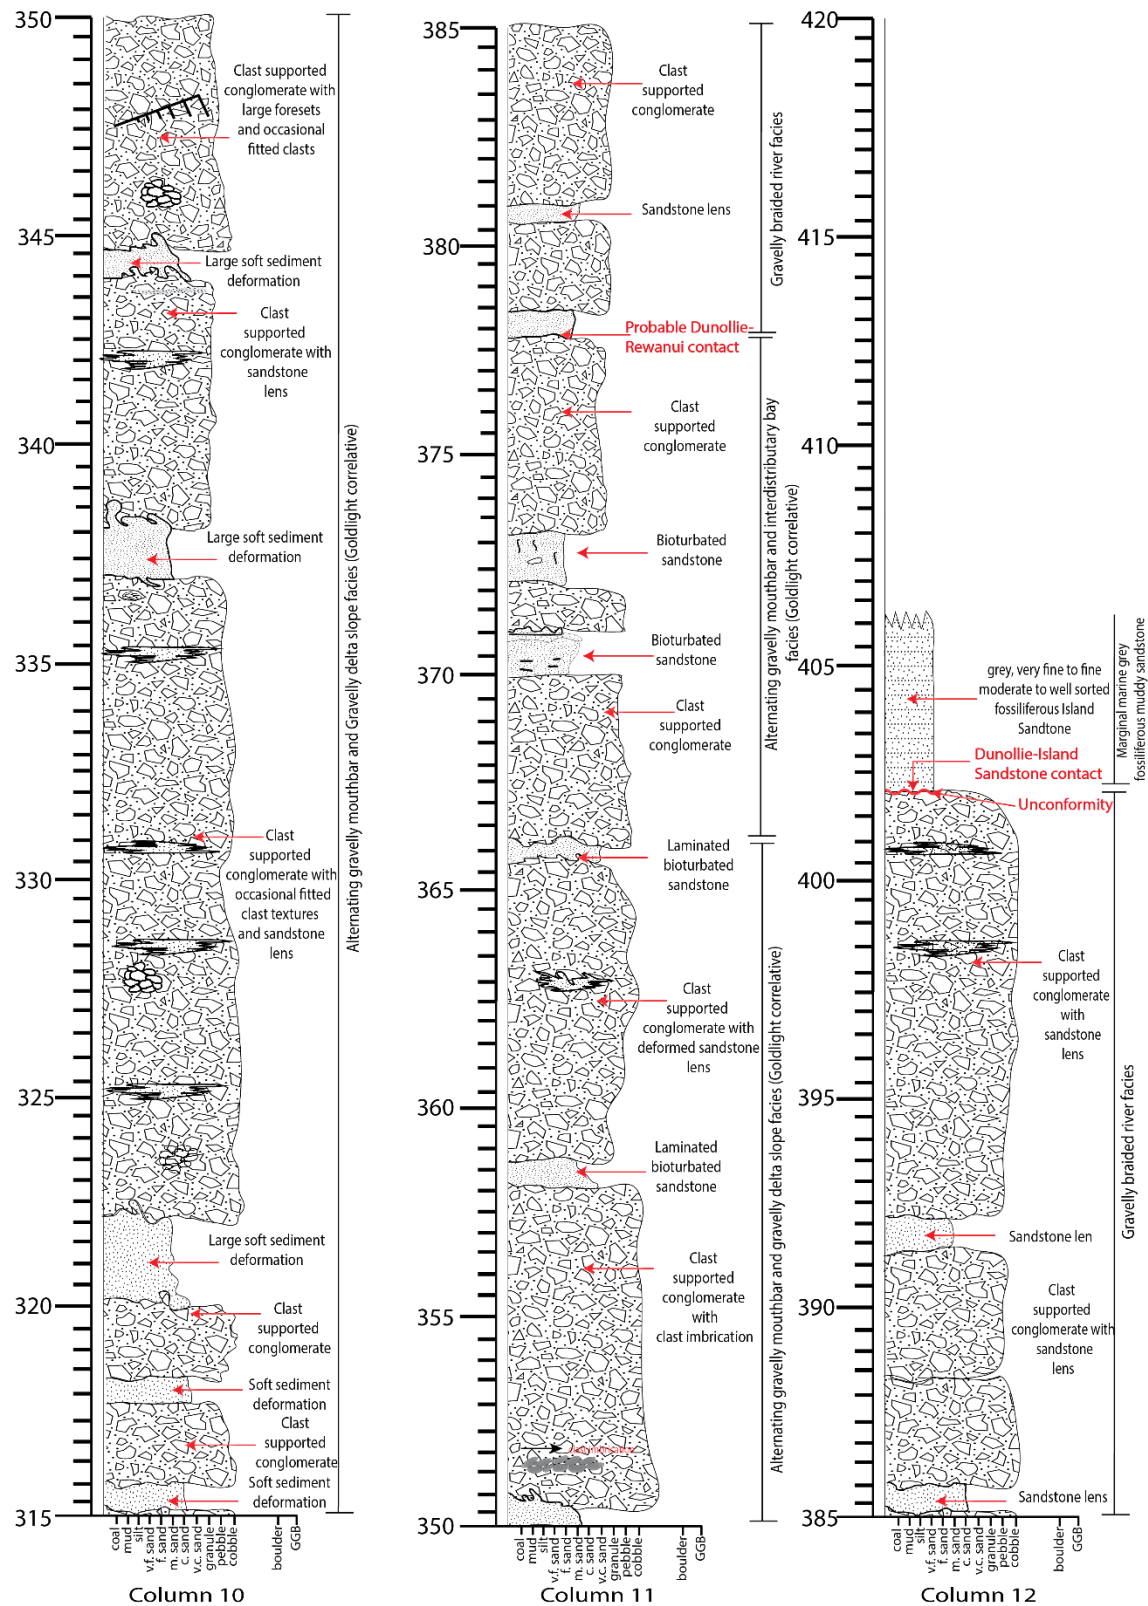 350
345
340
335
330
325
320
315
Clast supported
conglomerate with
large foresets
and occasional
fitted clasts
Large soft sediment
deformation
Clast
supported
conglomerate with
sandstone
lens
Large soft sediment
deformation
Clast
supported
conglomerate with
occasional fitted
clast textures
and sandstone
lens
Large soft sediment
deformation
Clast
supported
conglomerate
Soft sediment
deformation
Clast
supported
conglomerate
Soft sediment
deformation
Alternating gravelly mouthbar and Gravelly delta slope facies (Goldlight correlative)
coal
mud
silt
v.f. sand
f. sand
m. sand
c. sand
v.c. sand
granule
pebble
cobble
boulder
GGB
Column 10
385
380
375
370
365
360
355
350
Clast
supported
conglomerate
Sandstone lens
Probable Dunollie-
Rewanui contact
Clast
supported
conglomerate
Bioturbated
sandstone
Bioturbated
sandstone
Clast
supported
conglomerate
Laminated
bioturbated
sandstone
Clast
supported
conglomerate with
deformed sandstone
lens
Laminated
bioturbated
sandstone
Clast
supported
conglomerate
with
clast imbrication
Gravelly braided river facies
Alternating gravelly mouthbar and interdistributary bay
facies (Goldlight correlative)
Alternating gravelly mouthbar and gravelly delta slope facies (Goldlight correlative)
coal
mud
silt
v.f. sand
f. sand
m. sand
c. sand
v.c. sand
granule
pebble
cobble
boulder
GGB
Column 11
420
415
410
405
400
395
390
385
grey, very fine to fine
moderate to well sorted
fossiliferous Island
Sandtone
Dunollie-Island
Sandstone contact
Unconformity
Clast
supported
conglomerate
with
sandstone
lens
Sandstone len
Clast
supported
conglomerate with
sandstone
lens
Sandstone lens
Marginal marine grey
fossiliferous muddy sandstone
Gravelly braided river facies
coal
mud
silt
v.f. sand
f. sand
m. sand
c. sand
v.c. sand
granule
pebble
cobble
boulder
GGB
Column 12